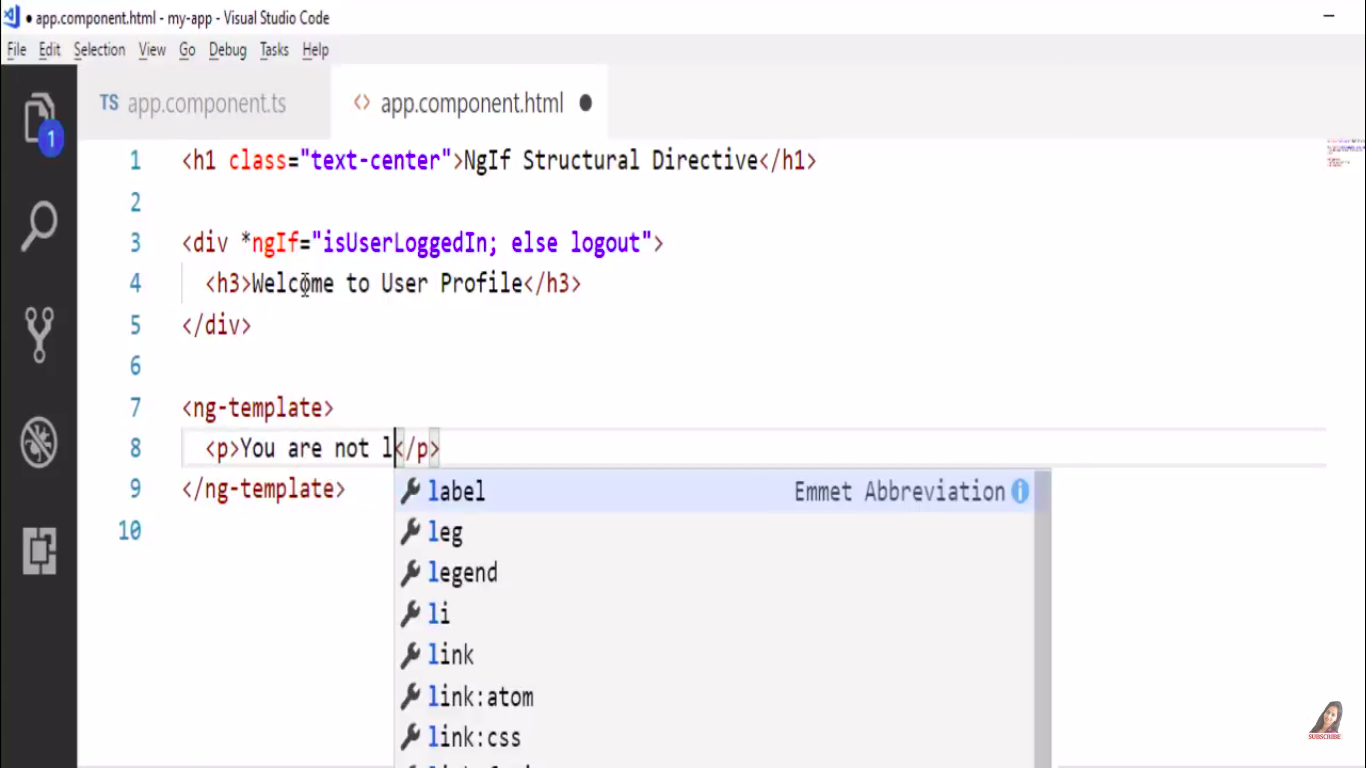 app.component.html - my-app - Visual Studio Code
File Edit Selection View Go Debug Tasks Help
1
TS app.component.ts <> app.component.html
1 <h1 class="text-center">NgIf Structural Directive</h1>
2
3 <div *ngIf="isUserLoggedIn; else logout">
4 <h3>Welcome to User Profile</h3>
5 </div>
6
7 <ng-template>
8 <p>You are not l</p>
9 </ng-template>
10
label Emmet Abbreviation
leg
legend
li
link
link:atom
link:css
SUBSCRIBE